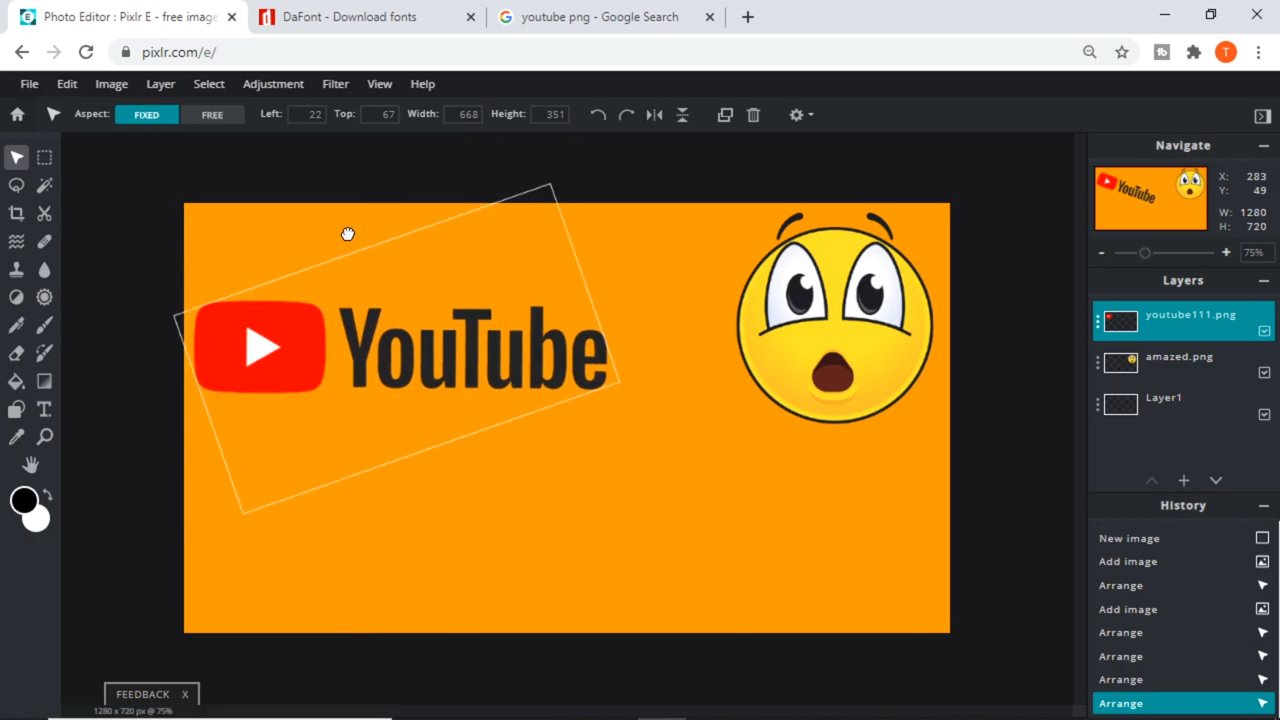 Photo Editor : Pixlr E - free image
DaFont - Download fonts
youtube png - Google Search
pixlr.com/e/
T
File Edit Image Layer Select Adjustment Filter View Help
Aspect: FIXED FREE Left: 22 Top: 67 Width: 668 Height: 351
Navigate
X: 283
Y: 49
W: 1280
H: 720
75%
YouTube
YouTube
Layers
youtube111.png
amazed.png
Layer1
History
New image
Add image
Arrange
Add image
Arrange
Arrange
Arrange
Arrange
FEEDBACK X
1280 x 720 px @ 75%